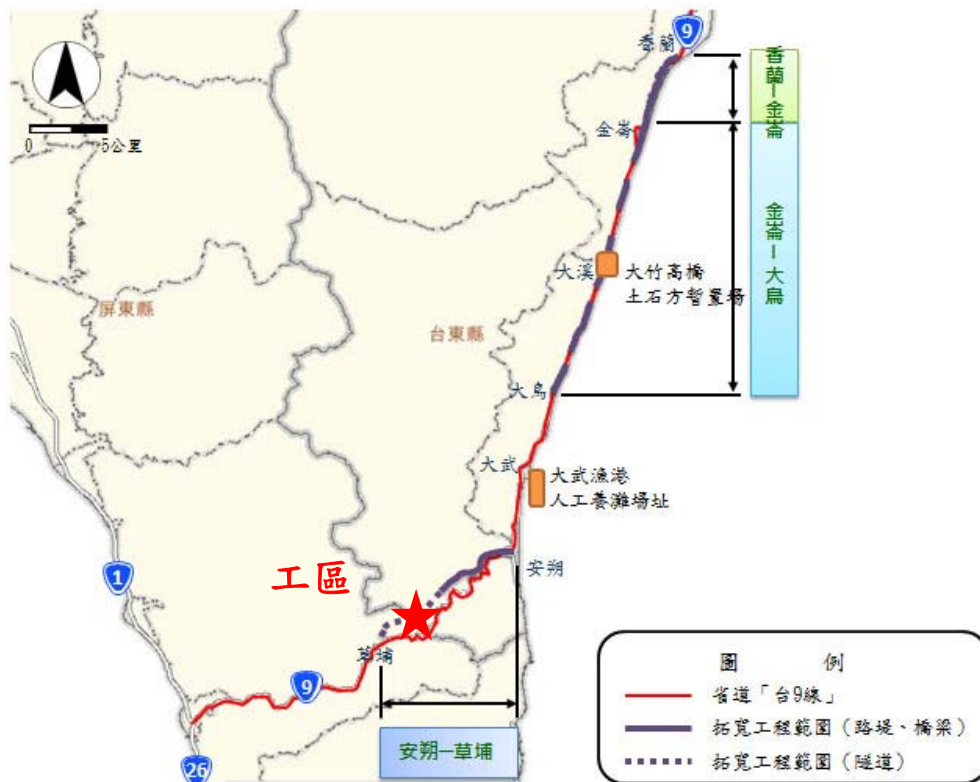 9
香蘭
香蘭－金崙
0 5公里
金崙
金崙－大鳥
大溪
大竹高橋
土石方暫置場
屏東縣
台東縣
大鳥
大武
大武漁港
人工養灘場址
工區
安朔
1
草埔
9
安朔－草埔
26
圖 例
省道「台9線」
拓寬工程範圍（路堤、橋梁）
拓寬工程範圍（隧道）